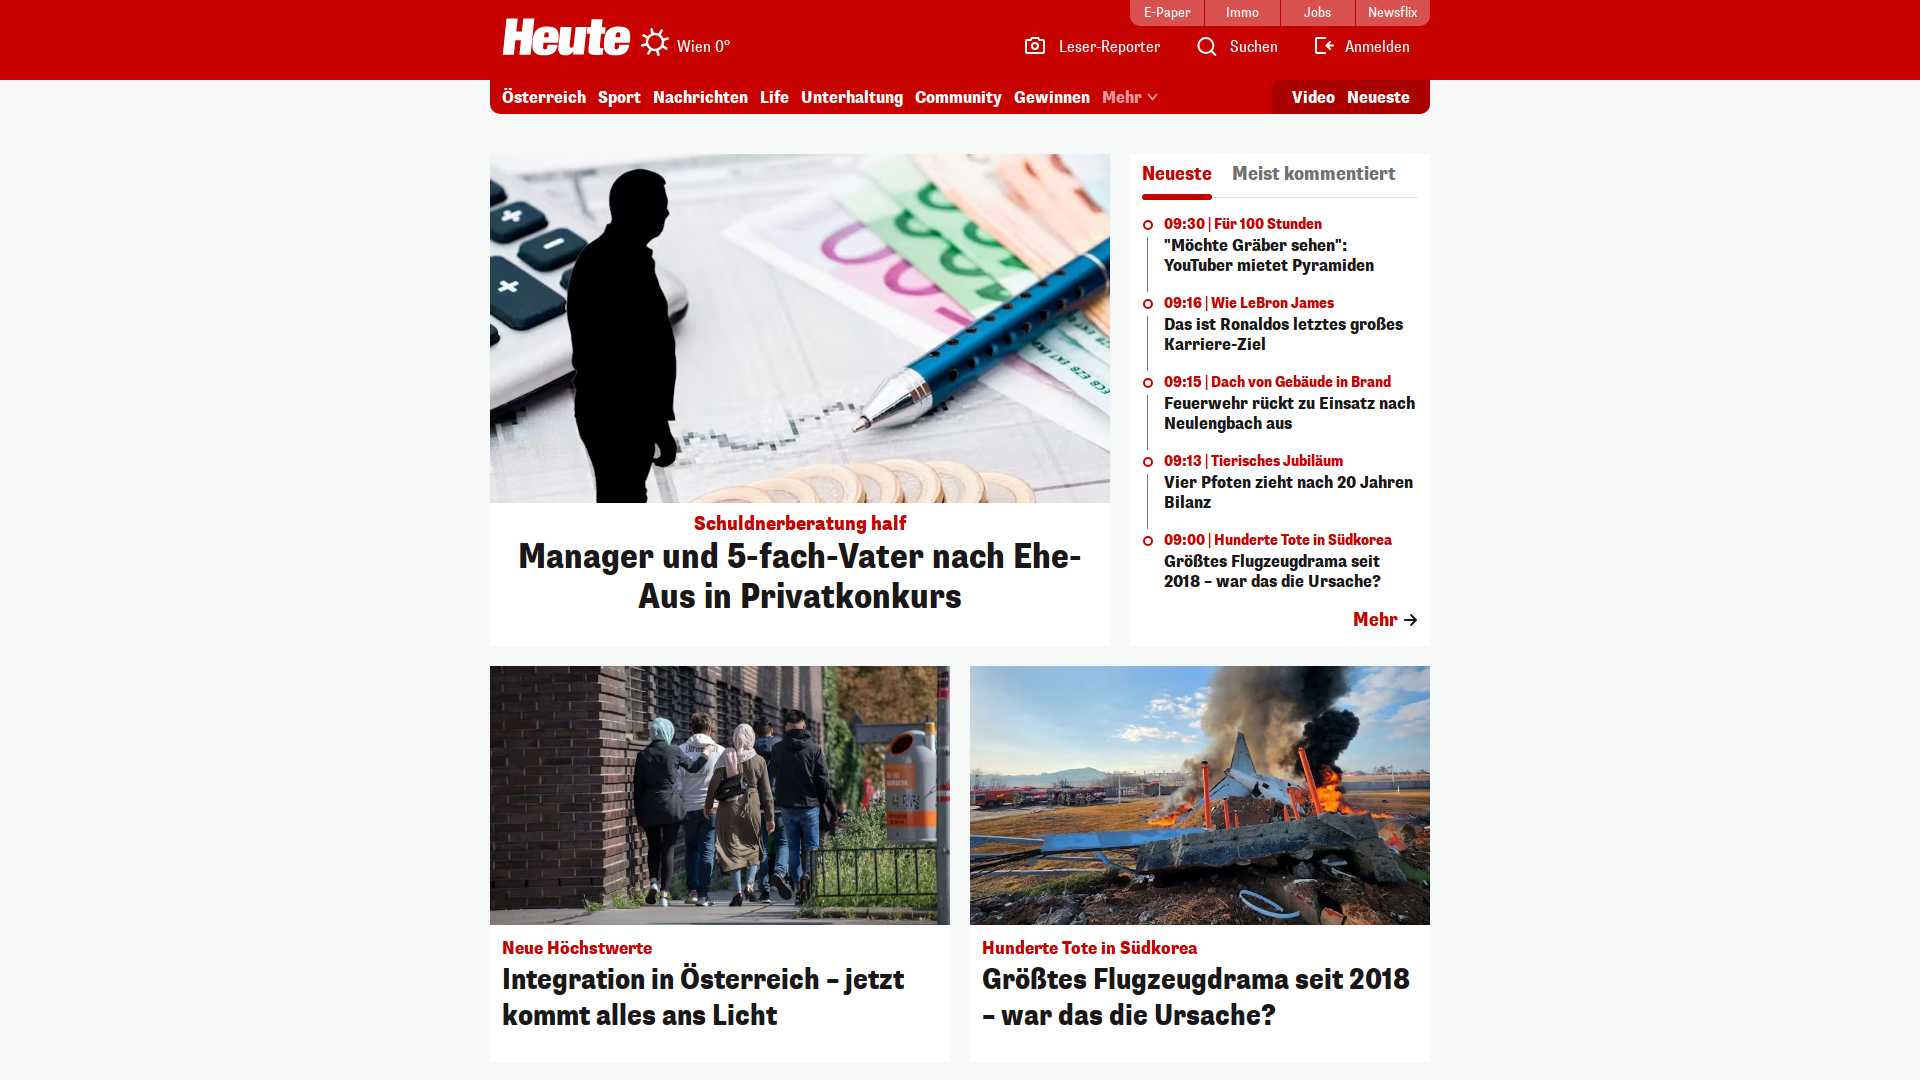 E-Paper
Immo
Jobs
Newsflix
Heute
Wien 0°
Leser-Reporter
Suchen
Anmelden
Österreich
Sport
Nachrichten
Life
Unterhaltung
Community
Gewinnen
Mehr
Video
Neueste
Schuldnerberatung half
Manager und 5-fach-Vater nach Ehe-
Aus in Privatkonkurs
Neueste
Meist kommentiert
09:30 | Für 100 Stunden
"Möchte Gräber sehen":
YouTuber mietet Pyramiden
09:16 | Wie LeBron James
Das ist Ronaldos letztes großes
Karriere-Ziel
09:15 | Dach von Gebäude in Brand
Feuerwehr rückt zu Einsatz nach
Neulengbach aus
09:13 | Tierisches Jubiläum
Vier Pfoten zieht nach 20 Jahren
Bilanz
09:00 | Hunderte Tote in Südkorea
Größtes Flugzeugdrama seit
2018 – war das die Ursache?
Mehr
Neue Höchstwerte
Integration in Österreich – jetzt
kommt alles ans Licht
Hunderte Tote in Südkorea
Größtes Flugzeugdrama seit 2018
– war das die Ursache?